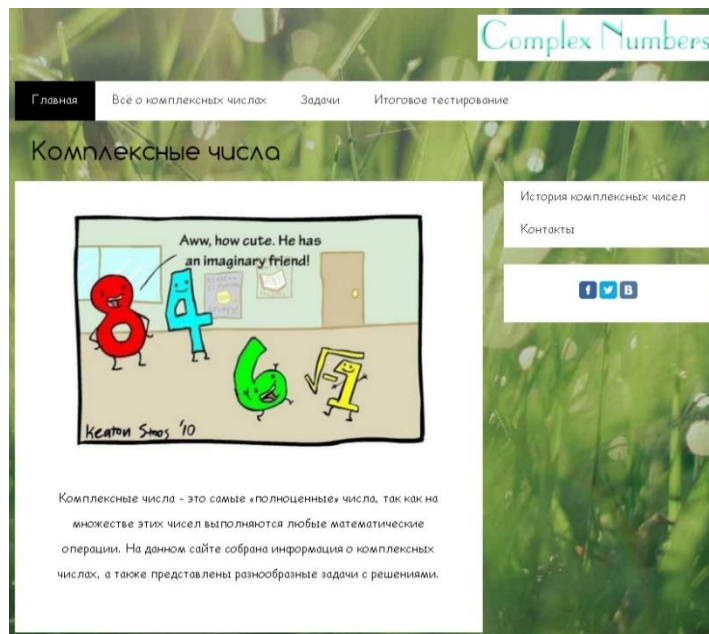 Complex Numbers
Главная Всё о комплексных числах Задачи Итоговое тестирование
Комплексные числа
История комплексных чисел
Контакты
Aww, how cute. He has
an imaginary friend!
8 4
6 √-1
Keaton Stoos '10
Комплексные числа - это самые «полноценные» числа, так как на
множестве этих чисел выполняются любые математические
операции. На данном сайте собрана информация о комплексных
числах, а также представлены разнообразные задачи с решениями.